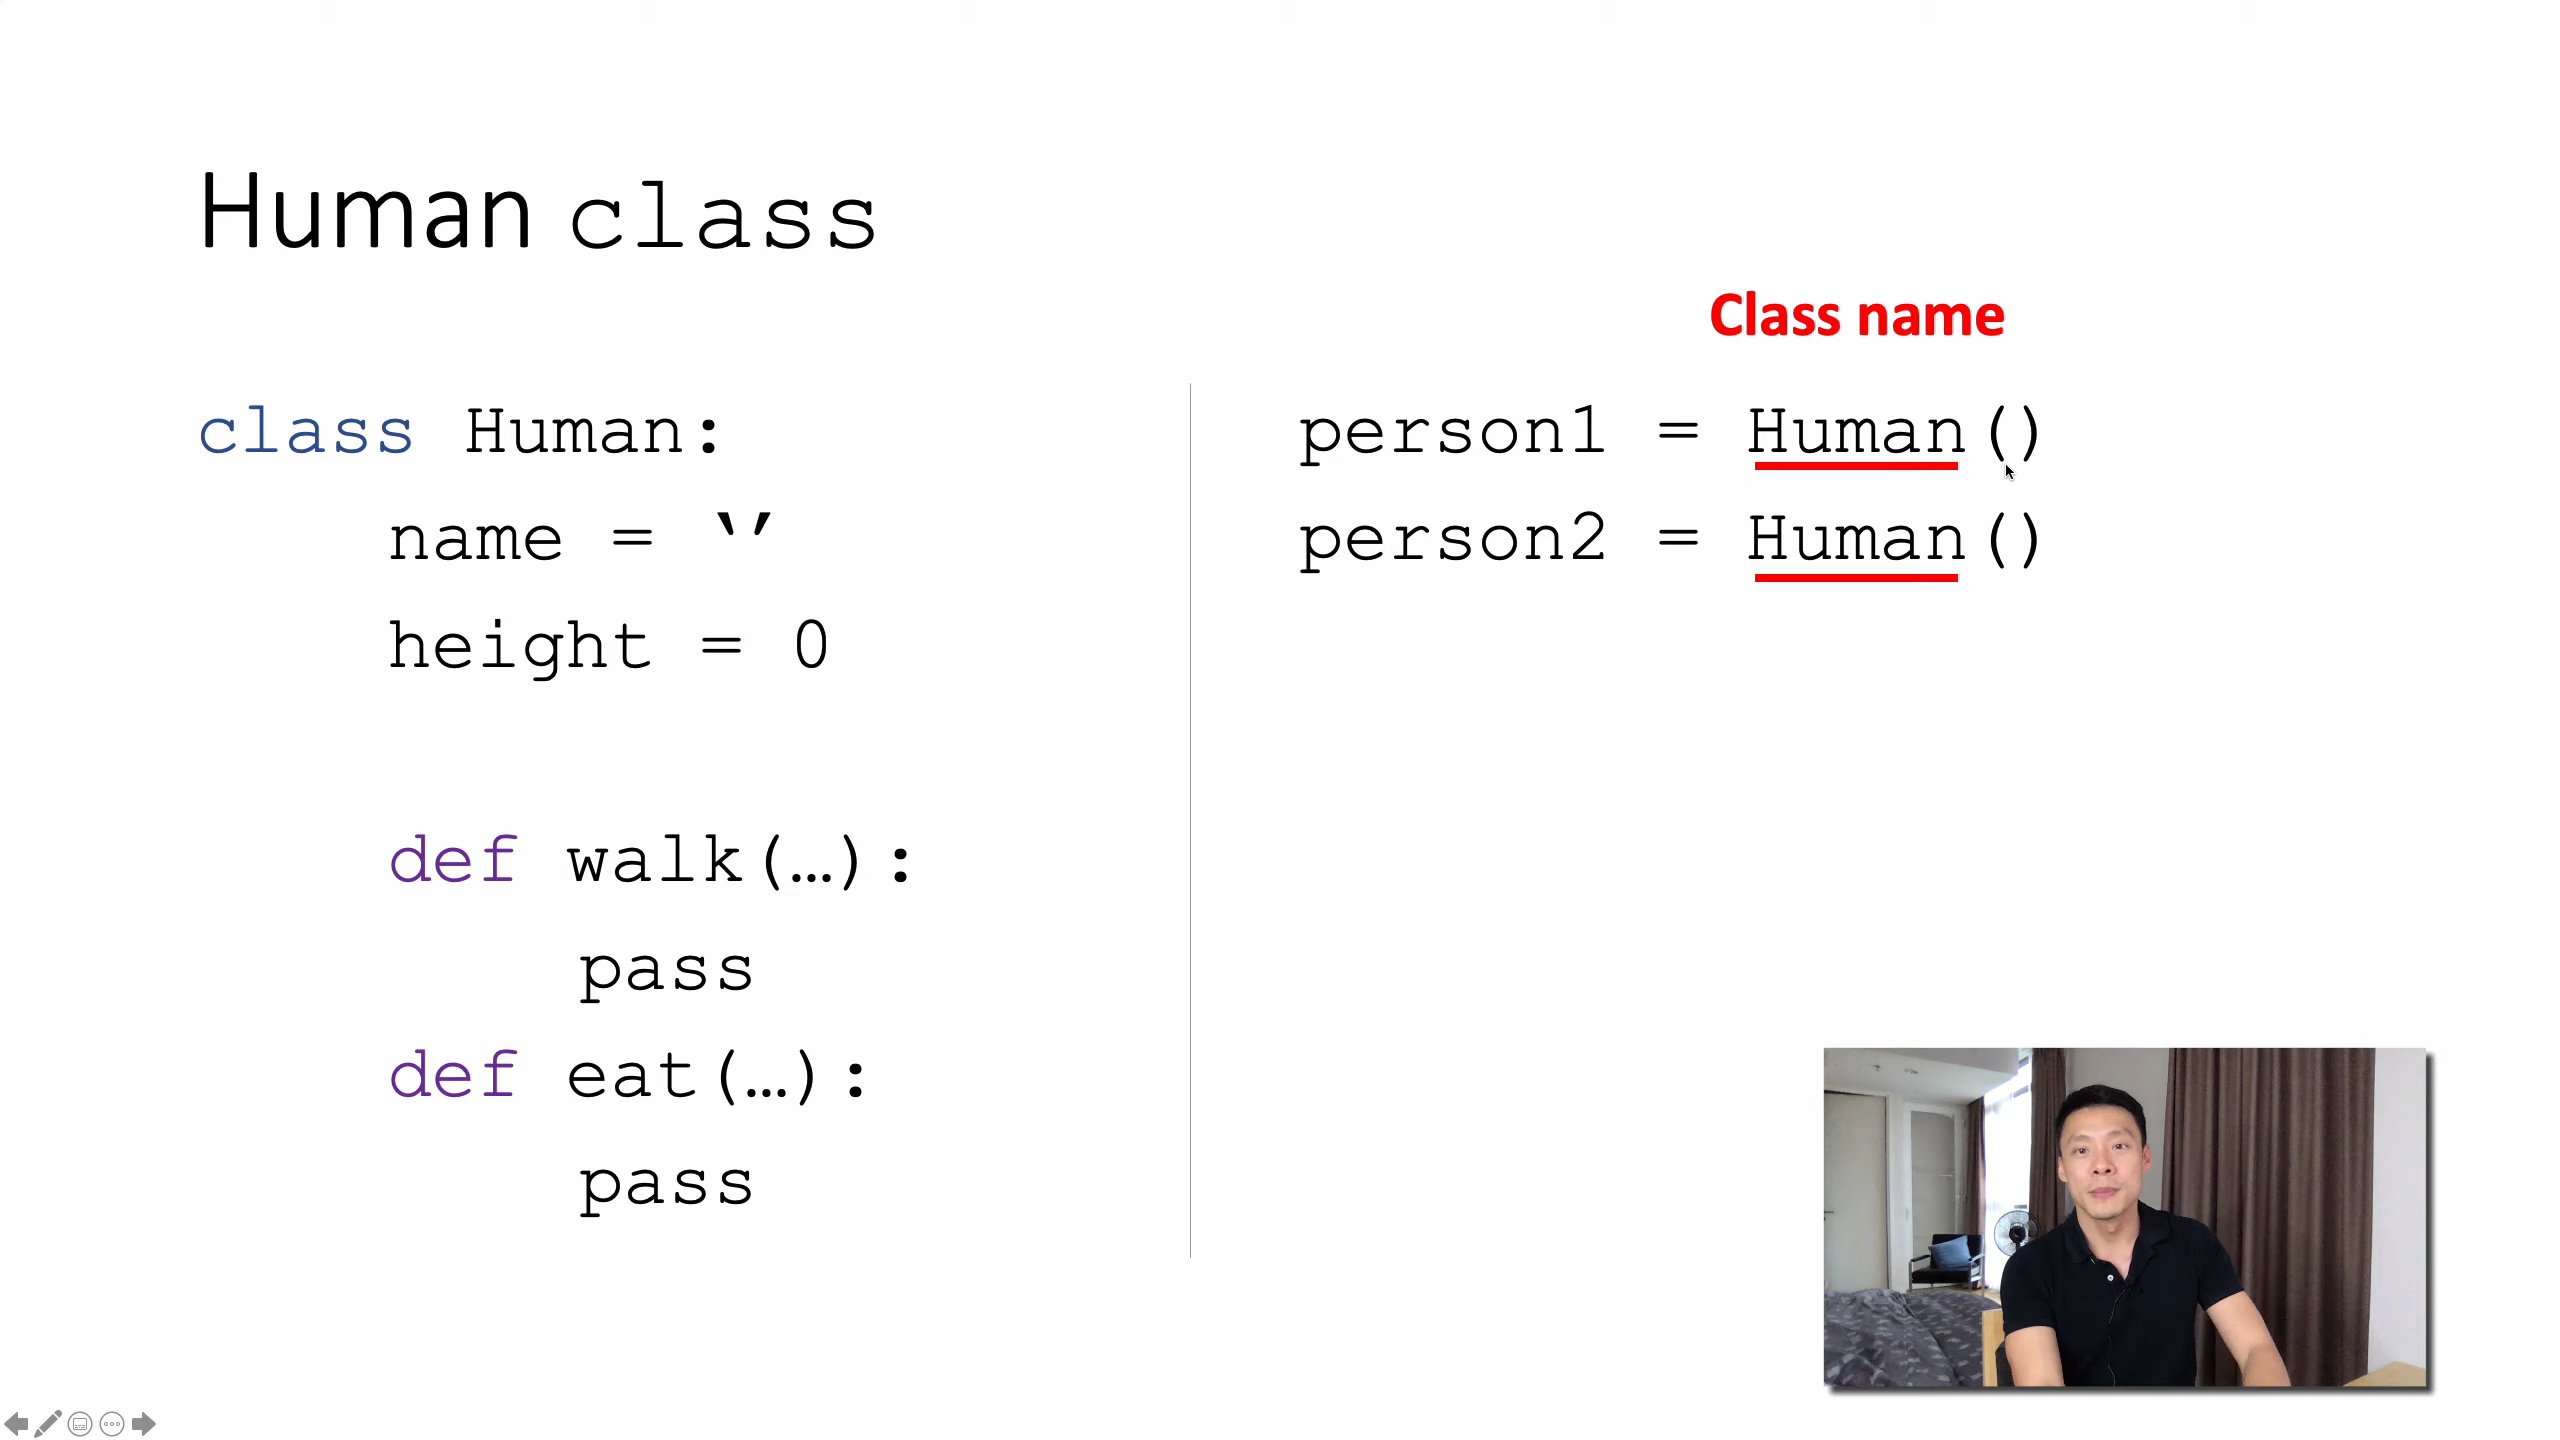 Human class
class Human:
name = ‘’
height = 0
def walk(…):
pass
def eat(…):
pass
Class name
person1 = Human()
person2 = Human()